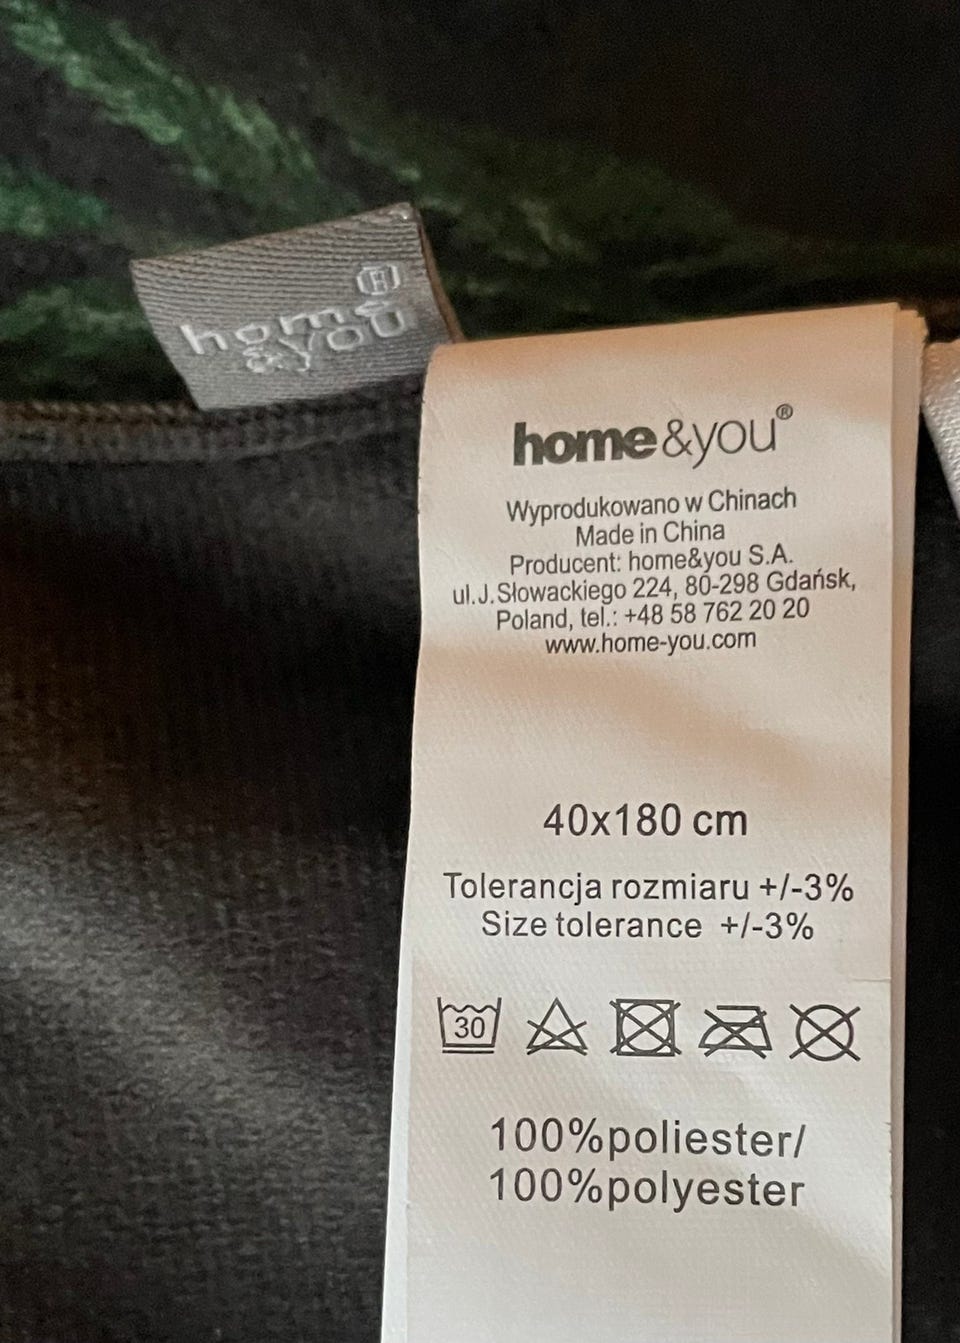 home ®
&you
home&you®
Wyprodukowano w Chinach
Made in China
Producent: home&you S.A.
ul.J.Słowackiego 224, 80-298 Gdańsk,
Poland, tel.: +48 58 762 20 20
www.home-you.com
40x180 cm
Tolerancja rozmiaru +/-3%
Size tolerance +/-3%
30
100%poliester/
100%polyester